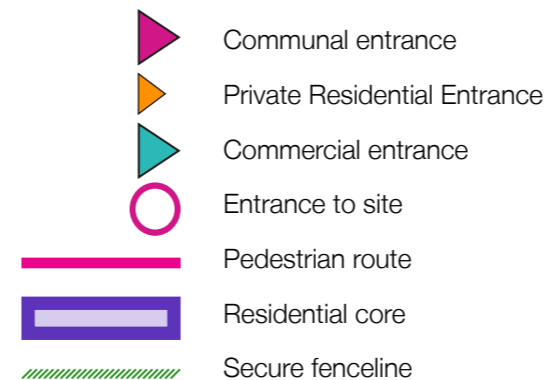 Communal entrance
Private Residential Entrance
Commercial entrance
Entrance to site
Pedestrian route
Residential core
Secure fenceline